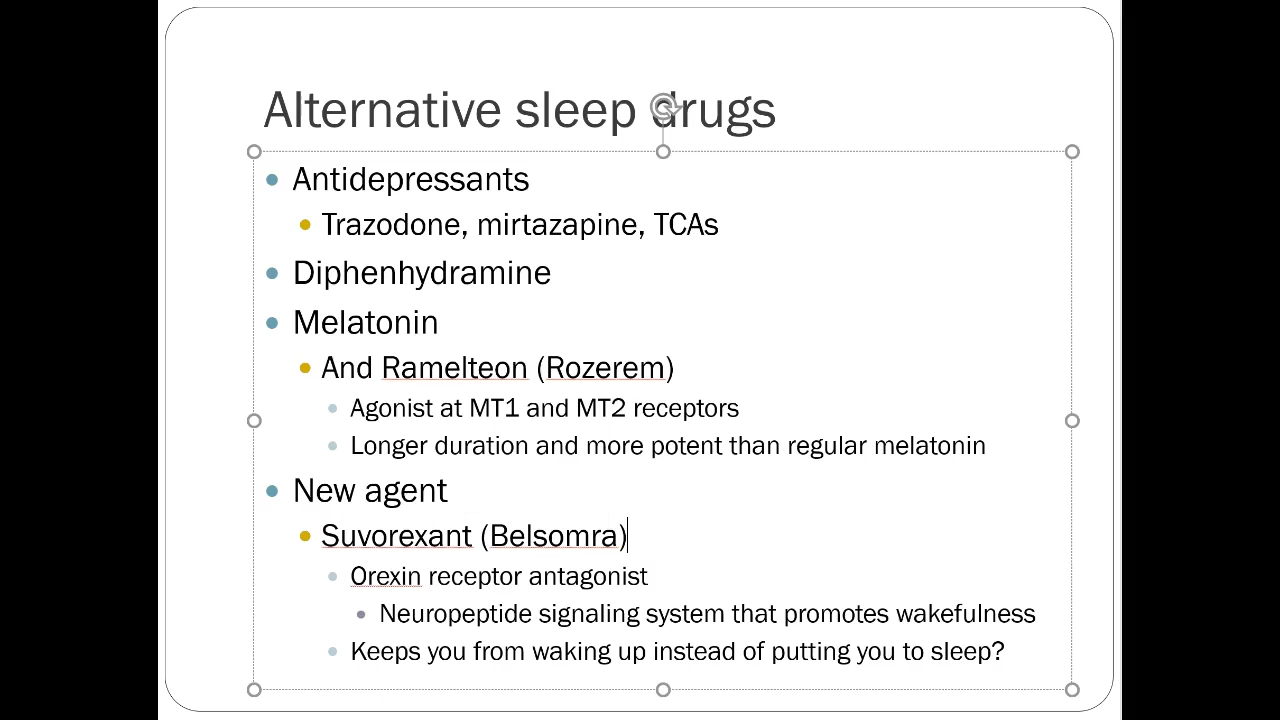 Alternative sleep drugs
Antidepressants
Trazodone, mirtazapine, TCAs
Diphenhydramine
Melatonin
And Ramelteon (Rozerem)
Agonist at MT1 and MT2 receptors
Longer duration and more potent than regular melatonin
New agent
Suvorexant (Belsomra)
Orexin receptor antagonist
Neuropeptide signaling system that promotes wakefulness
Keeps you from waking up instead of putting you to sleep?